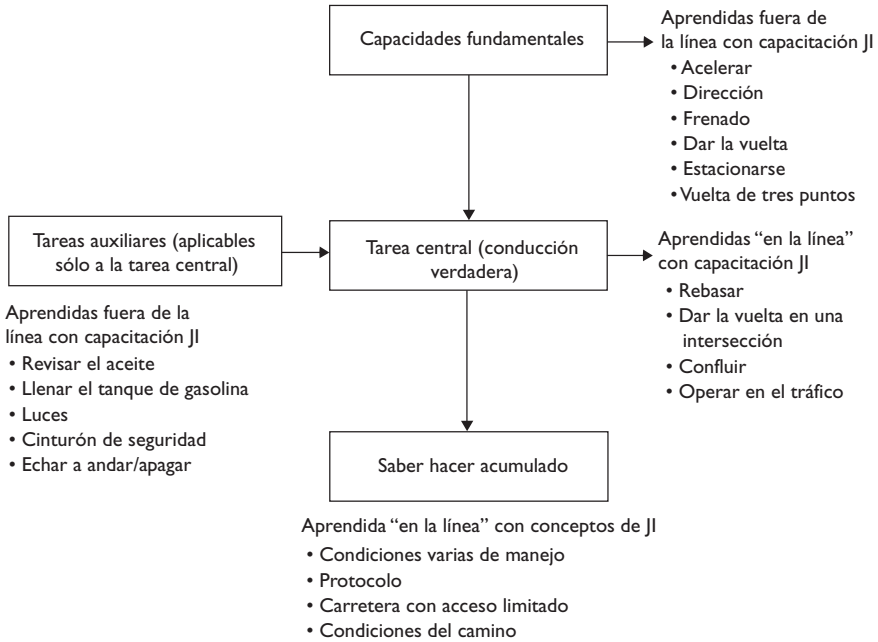 Capacidades fundamentales
Aprendidas fuera de
la línea con capacitación JI
• Acelerar
• Dirección
• Frenado
• Dar la vuelta
• Estacionarse
• Vuelta de tres puntos
Tareas auxiliares (aplicables
sólo a la tarea central)
Aprendidas fuera de la
línea con capacitación JI
• Revisar el aceite
• Llenar el tanque de gasolina
• Luces
• Cinturón de seguridad
• Echar a andar/apagar
Tarea central (conducción
verdadera)
Aprendidas “en la línea”
con capacitación JI
• Rebasar
• Dar la vuelta en una
intersección
• Confluir
• Operar en el tráfico
Saber hacer acumulado
Aprendida “en la línea” con conceptos de JI
• Condiciones varias de manejo
• Protocolo
• Carretera con acceso limitado
• Condiciones del camino